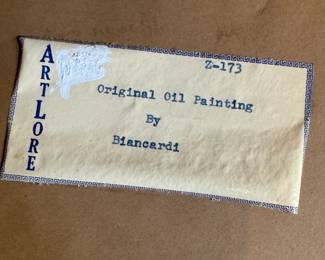 ART LORE
Z-173
Original Oil Painting
By
Biancardi